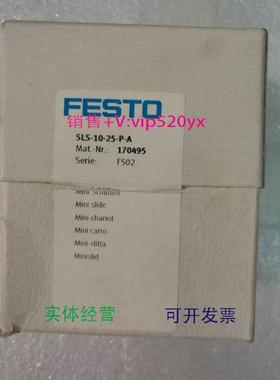 FESTO
销售+V:vip520yx
SLS-10-25-P-A
Mat.-Nr.: 170495
Serie: F502
Mini-Schlitten
Mini slide
Mini-chariot
Mini carro
Mini-slitta
Minislid
实体经营 可开发票